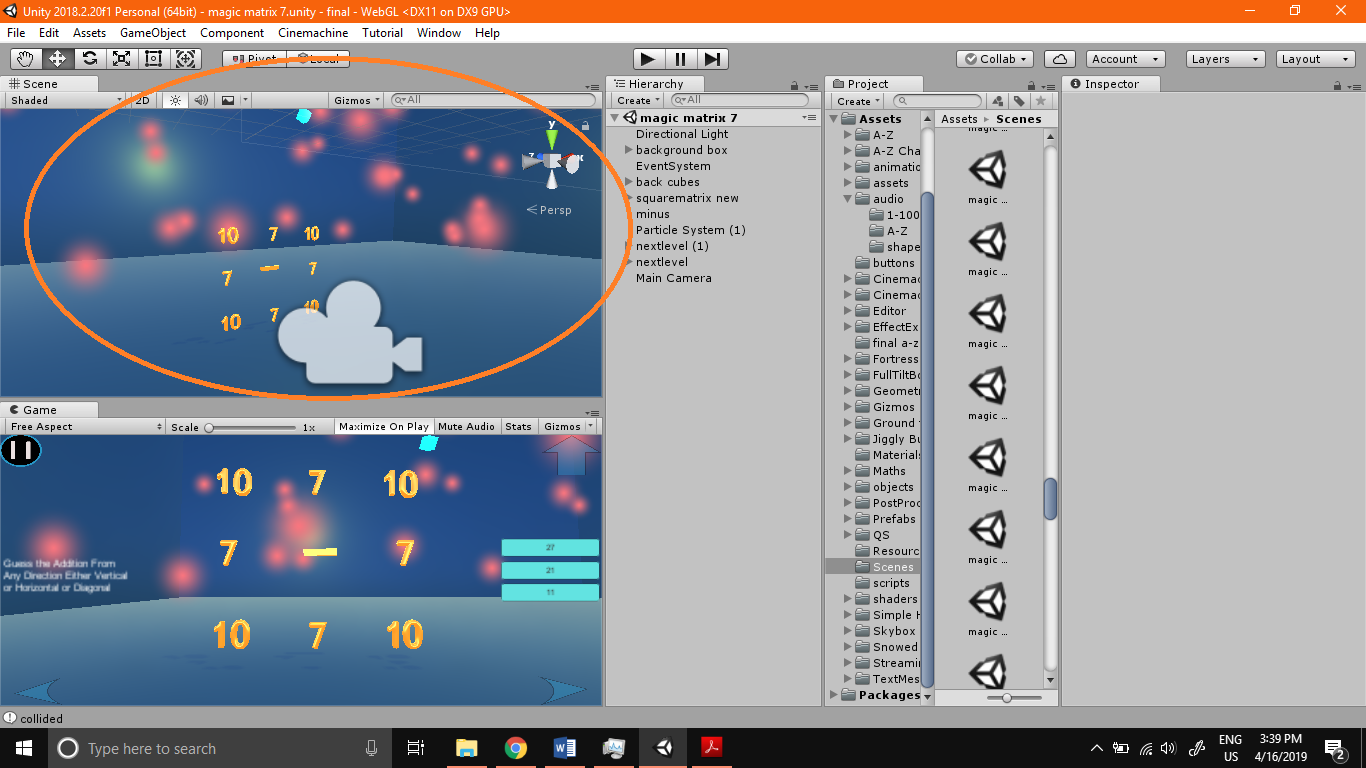 Unity 2018.2.20f1 Personal (64bit) - magic matrix 7.unity - final - WebGL <DX11 on DX9 GPU>
File Edit Assets GameObject Component Cinemachine Tutorial Window Help
Pivot Local Collab Account Layers Layout
Scene
Shaded 2D Gizmos All
y
x
Persp
10 7 10
7 - 7
10 7 10
Game
Free Aspect Scale 1x Maximize On Play Mute Audio Stats Gizmos
10 7 10
7 - 7
10 7 10
Guess the Addition From
Any Direction Either Vertical
or Horizontal or Diagonal
27
21
11
Hierarchy
Create All
magic matrix 7
Directional Light
background box
EventSystem
back cubes
squarematrix new
minus
Particle System (1)
nextlevel (1)
nextlevel
Main Camera
Project
Create
Assets
A-Z
A-Z Cha
animatic
assets
audio
1-100
A-Z
shape
buttons
Cinemac
Cinemac
Editor
EffectEx
final a-z
Fortress
FullTiltBo
Geometr
Gizmos
Ground t
Jiggly Bu
Materials
Maths
objects
PostProc
Prefabs
QS
Resourc
Scenes
scripts
shaders
Simple H
Skybox
Snowed
Streamin
TextMes
Packages
Assets Scenes
magic ...
magic ...
magic ...
magic ...
magic ...
magic ...
magic ...
magic ...
Inspector
collided
Type here to search
ENG
US
3:39 PM
4/16/2019
2